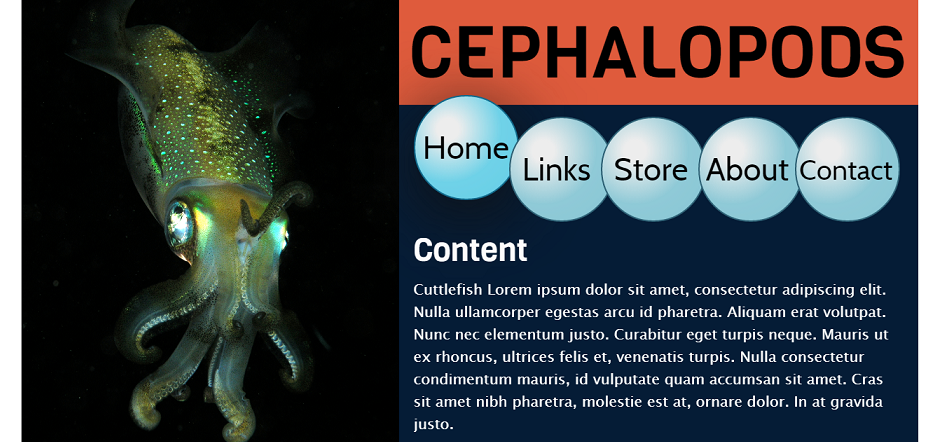 CEPHALOPODS
Home
Links
Store
About
Contact
Content
Cuttlefish Lorem ipsum dolor sit amet, consectetur adipiscing elit.
Nulla ullamcorper egestas arcu id pharetra. Aliquam erat volutpat.
Nunc nec elementum justo. Curabitur eget turpis neque. Mauris ut
ex rhoncus, ultrices felis et, venenatis turpis. Nulla consectetur
condimentum mauris, id vulputate quam accumsan sit amet. Cras
sit amet nibh pharetra, molestie est at, ornare dolor. In at gravida
justo.